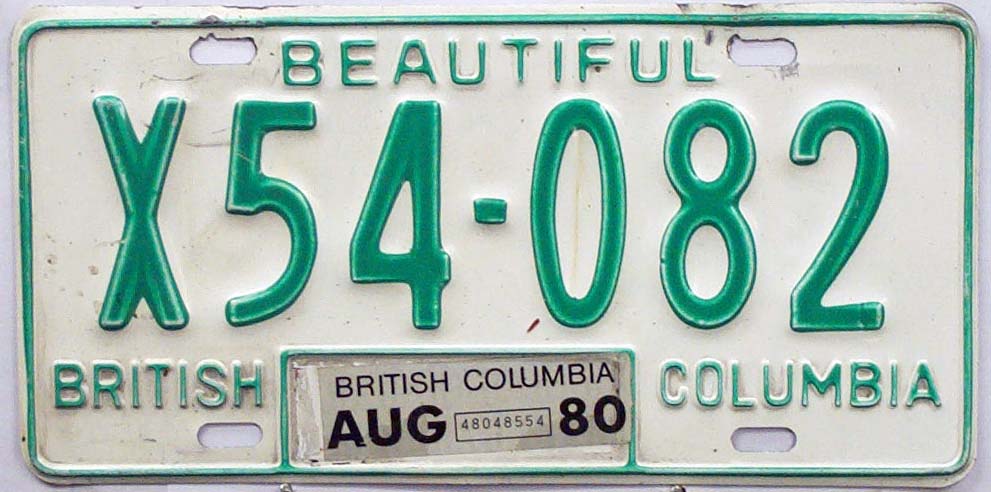 BEAUTIFUL
X54-082
BRITISH COLUMBIA
BRITISH COLUMBIA
AUG 48048554 80